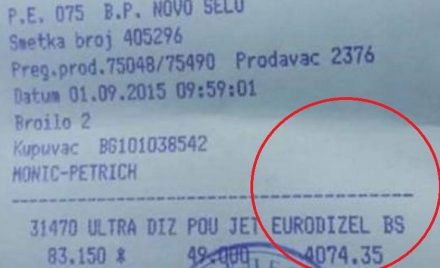 P.E. 075 B.P. NOVO SELO
Smetka broj 405296
Preg.prod.75048/75490 Prodavac 2376
Datum 01.09.2015 09:59:01
Broilo 2
Kupuvac BG101038542
MONIC-PETRICH
31470 ULTRA DIZ POU JET EURODIZEL BS
83.150 * 49.000 4074.35